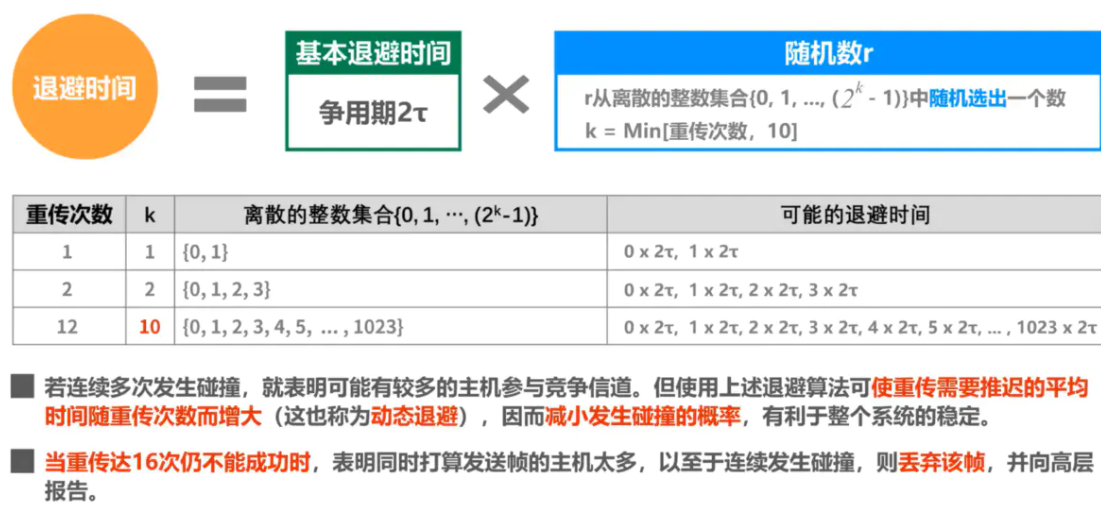 退避时间
=
基本退避时间
争用期2τ
×
随机数r
r从离散的整数集合{0, 1, ..., (2^k - 1)}中随机选出一个数
k = Min[重传次数，10]
重传次数 k 离散的整数集合{0, 1, ···, (2ᵏ-1)} 可能的退避时间
1 1 {0, 1} 0 x 2τ, 1 x 2τ
2 2 {0, 1, 2, 3} 0 x 2τ, 1 x 2τ, 2 x 2τ, 3 x 2τ
12 10 {0, 1, 2, 3, 4, 5, ... , 1023} 0 x 2τ, 1 x 2τ, 2 x 2τ, 3 x 2τ, 4 x 2τ, 5 x 2τ, ... , 1023 x 2τ
若连续多次发生碰撞，就表明可能有较多的主机参与竞争信道。但使用上述退避算法可使重传需要推迟的平均
时间随重传次数而增大（这也称为动态退避），因而减小发生碰撞的概率，有利于整个系统的稳定。
当重传达16次仍不能成功时，表明同时打算发送帧的主机太多，以至于连续发生碰撞，则丢弃该帧，并向高层
报告。